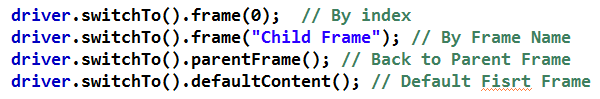 driver.switchTo().frame(0);  // By index
driver.switchTo().frame("Child Frame"); // By Frame Name
driver.switchTo().parentFrame(); // Back to Parent Frame
driver.switchTo().defaultContent(); // Default Fisrt Frame